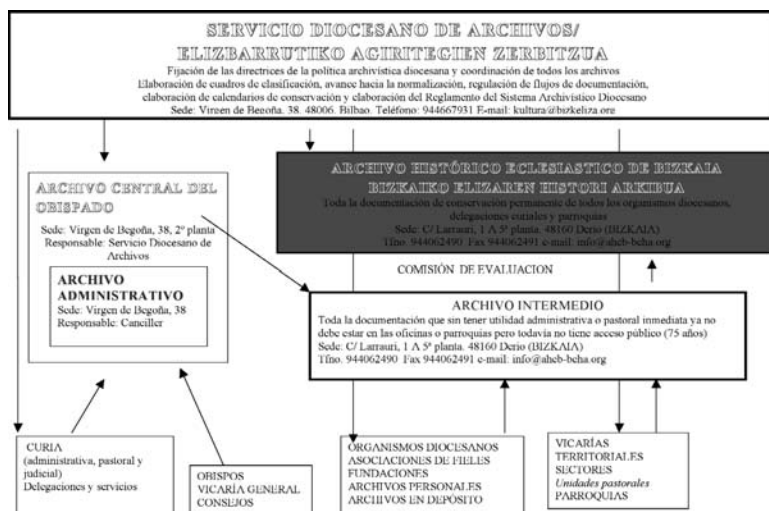 SERVICIO DIOCESANO DE ARCHIVOS/
ELIZBARRUTIKO AGIRITEGIEN ZERBITZUA
Fijación de las directrices de la política archivística diocesana y coordinación de todos los archivos
Elaboración de cuadros de clasificación, avance hacia la normalización, regulación de flujos de documentación,
elaboración de calendarios de conservación y elaboración del Reglamento del Sistema Archivístico Diocesano
Sede: Virgen de Begoña, 38. 48006. Bilbao. Teléfono: 944667931 E-mail: kultura@bizkeliza.org
ARCHIVO CENTRAL DEL
OBISPADO
Sede: Virgen de Begoña, 38, 2º planta
Responsable: Servicio Diocesano de
Archivos
ARCHIVO
ADMINISTRATIVO
Sede: Virgen de Begoña, 38
Responsable: Canciller
ARCHIVO HISTÓRICO ECLESIASTICO DE BIZKAIA
BIZKAIKO ELIZAREN HISTORI ARKIBUA
Toda la documentación de conservación permanente de todos los organismos diocesanos,
delegaciones curiales y parroquias
Sede: C/ Larrauri, 1 A 5ª planta. 48160 Derio (BIZKAIA)
Tfno. 944062490 Fax 944062491 e-mail: info@aheb-beha.org
COMISIÓN DE EVALUACION
ARCHIVO INTERMEDIO
Toda la documentación que sin tener utilidad administrativa o pastoral inmediata ya no
debe estar en las oficinas o parroquias pero todavía no tiene acceso público (75 años)
Sede: C/ Larrauri, 1 A 5ª planta. 48160 Derio (BIZKAIA)
Tfno. 944062490 Fax 944062491 e-mail: info@aheb-beha.org
CURIA
(administrativa, pastoral y
judicial)
Delegaciones y servicios
OBISPOS
VICARÍA GENERAL
CONSEJOS
ORGANISMOS DIOCESANOS
ASOCIACIONES DE FIELES
FUNDACIONES
ARCHIVOS PERSONALES
ARCHIVOS EN DEPÓSITO
VICARÍAS
TERRITORIALES
SECTORES
Unidades pastorales
PARROQUIAS